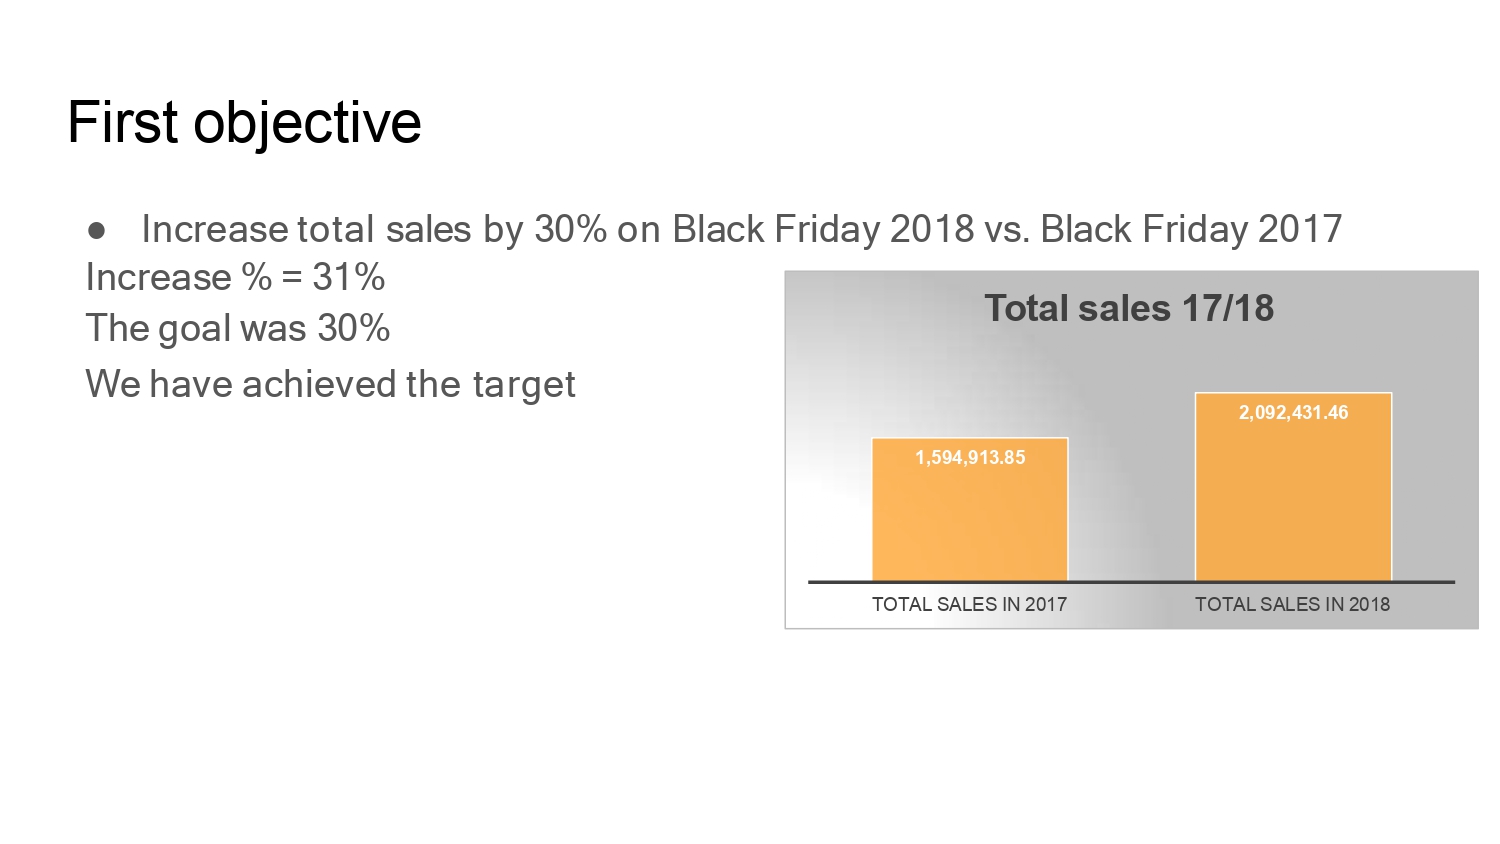 First objective
● Increase total sales by 30% on Black Friday 2018 vs. Black Friday 2017
Increase % = 31%
The goal was 30%
We have achieved the target
Total sales 17/18
2,092,431.46
1,594,913.85
TOTAL SALES IN 2017
TOTAL SALES IN 2018